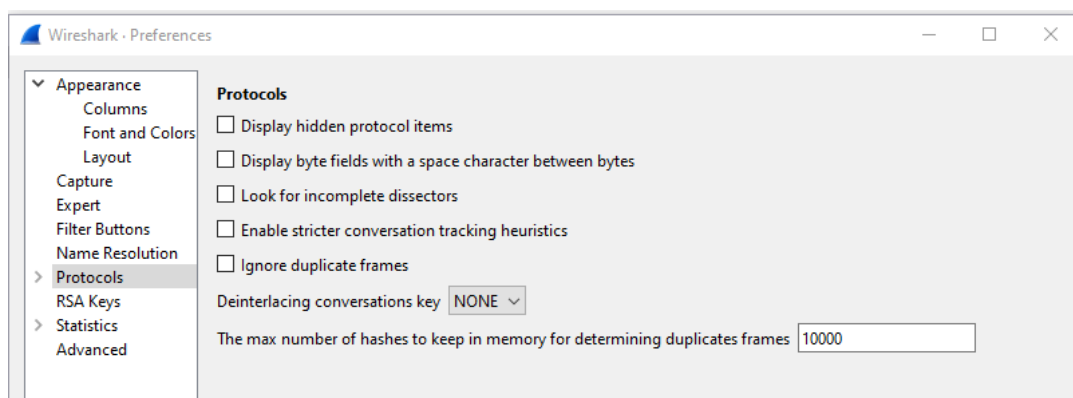 Wireshark · Preferences
Appearance
Columns
Font and Colors
Layout
Capture
Expert
Filter Buttons
Name Resolution
Protocols
RSA Keys
Statistics
Advanced
Protocols
Display hidden protocol items
Display byte fields with a space character between bytes
Look for incomplete dissectors
Enable stricter conversation tracking heuristics
Ignore duplicate frames
Deinterlacing conversations key NONE
The max number of hashes to keep in memory for determining duplicates frames 10000